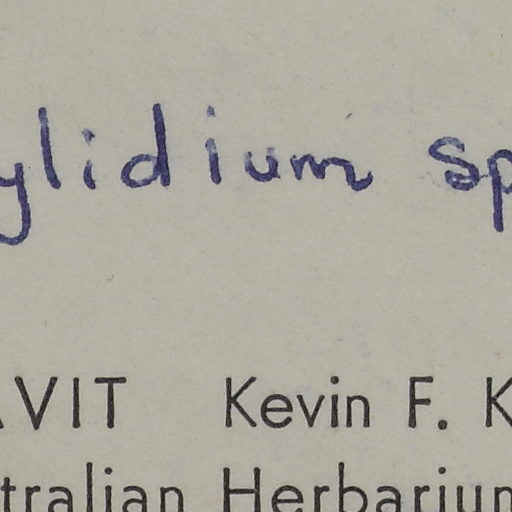 ylidium sp
AVIT Kevin F. K
tralian Herbarium